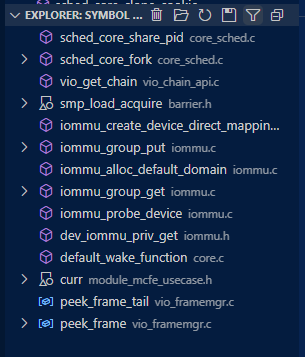 EXPLORER: SYMBOL
sched_core_share_pid core_sched.c
sched_core_fork core_sched.c
vio_get_chain vio_chain_api.c
smp_load_acquire barrier.h
iommu_create_device_direct_mappin...
iommu_group_put iommu.c
iommu_alloc_default_domain iommu.c
iommu_group_get iommu.c
iommu_probe_device iommu.c
dev_iommu_priv_get iommu.h
default_wake_function core.c
curr module_mcfe_usecase.h
peek_frame_tail vio_framemgr.c
peek_frame vio_framemgr.c